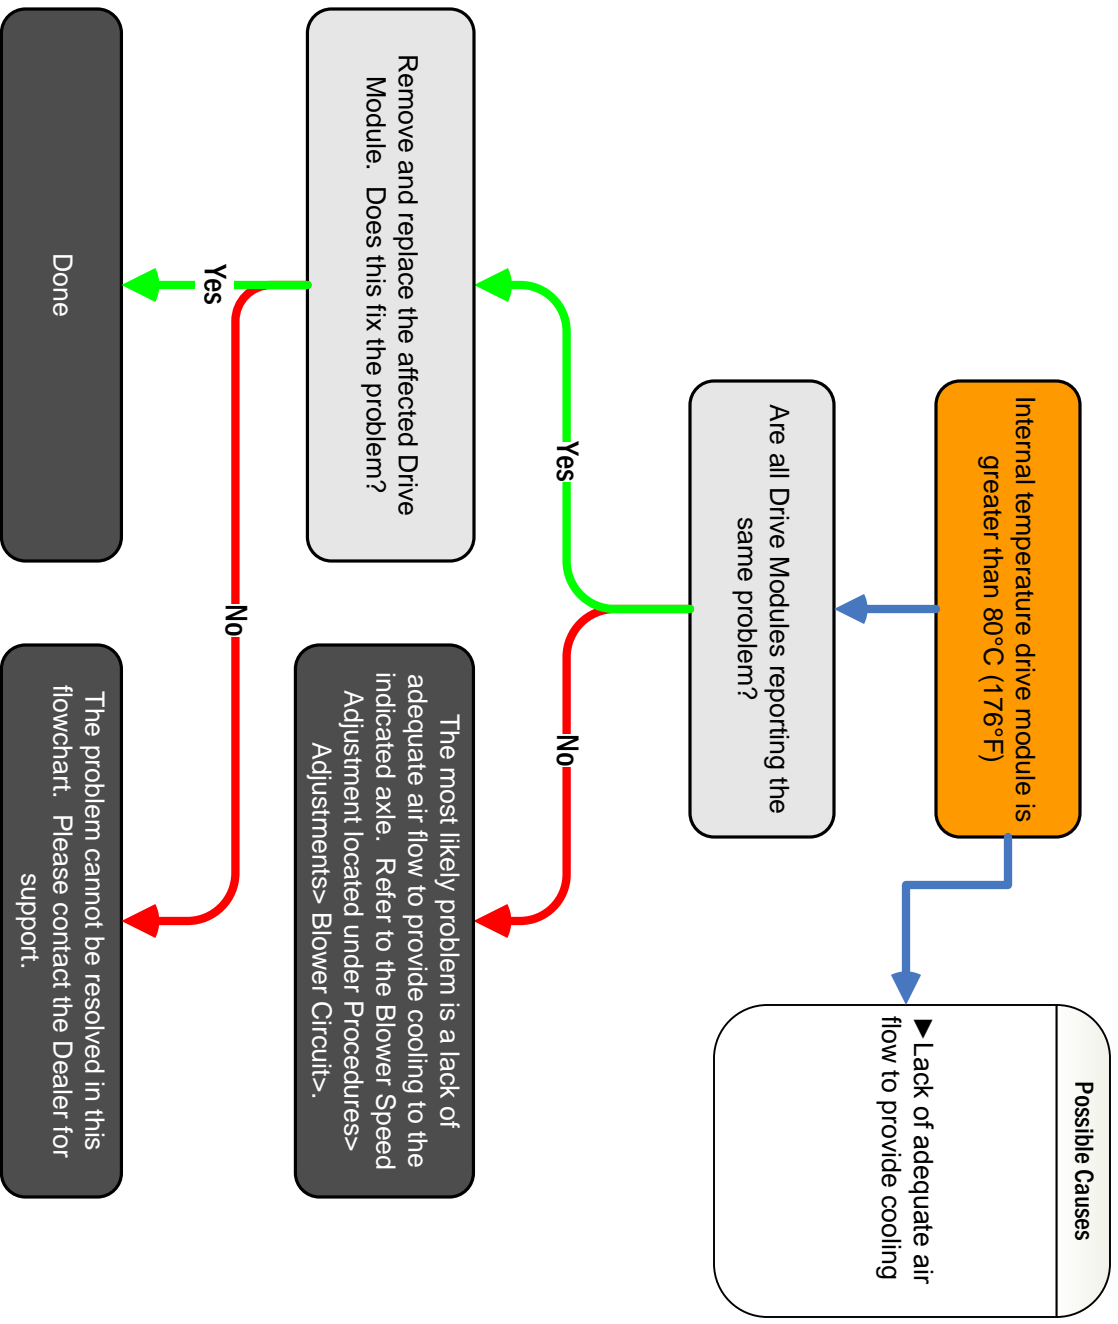 Internal temperature drive module is
greater than 80°C (176°F)
Possible Causes
►Lack of adequate air
flow to provide cooling
Are all Drive Modules reporting the
same problem?
Yes
No
Remove and replace the affected Drive
Module.  Does this fix the problem?
The most likely problem is a lack of
adequate air flow to provide cooling to the
indicated axle.  Refer to the Blower Speed
Adjustment located under Procedures>
Adjustments> Blower Circuit>.
Yes
No
Done
The problem cannot be resolved in this
flowchart.  Please contact the Dealer for
support.